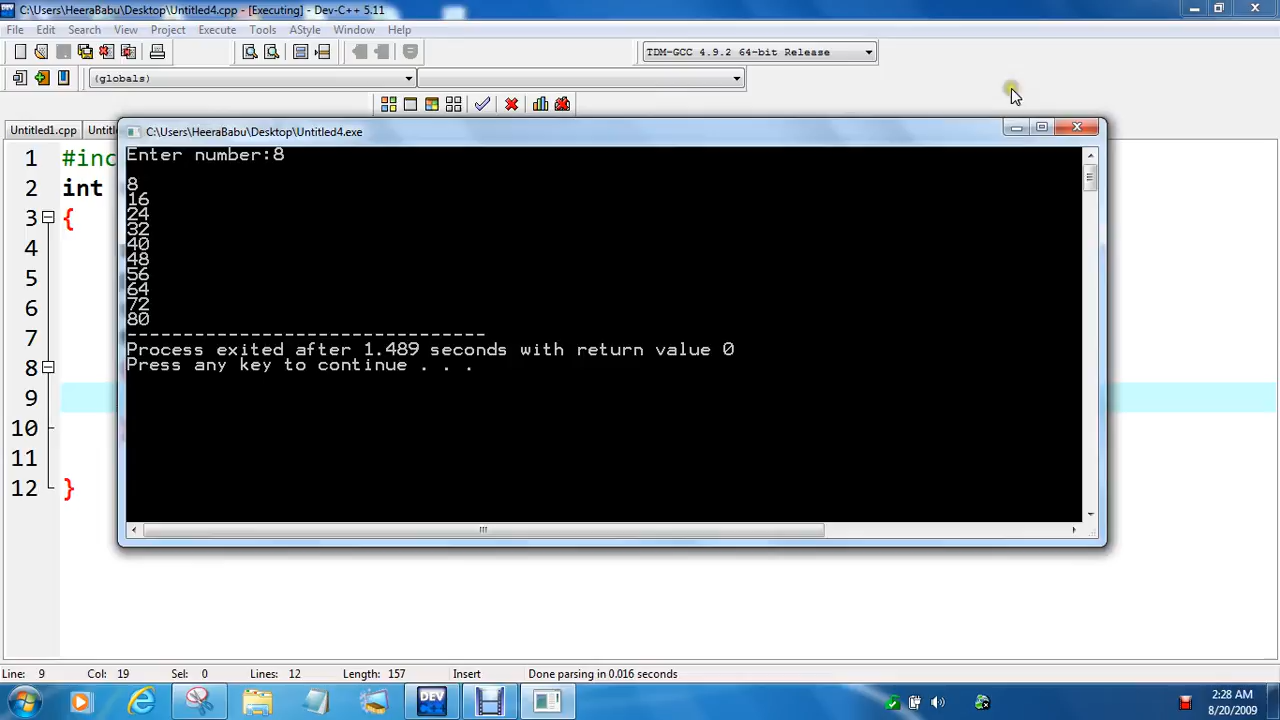 C:\Users\HeeraBabu\Desktop\Untitled4.cpp - [Executing] - Dev-C++ 5.11
File Edit Search View Project Execute Tools AStyle Window Help
TDM-GCC 4.9.2 64-bit Release
(globals)
Untitled1.cpp Untit
C:\Users\HeeraBabu\Desktop\Untitled4.exe
1 #inc
2 int
3 {
4
5
6
7
8
9
10
11
12 }
Enter number:8
8
16
24
32
40
48
56
64
72
80
--------------------------------
Process exited after 1.489 seconds with return value 0
Press any key to continue . . .
Line: 9 Col: 19 Sel: 0 Lines: 12 Length: 157 Insert Done parsing in 0.016 seconds
DEV C++
2:28 AM
8/20/2009